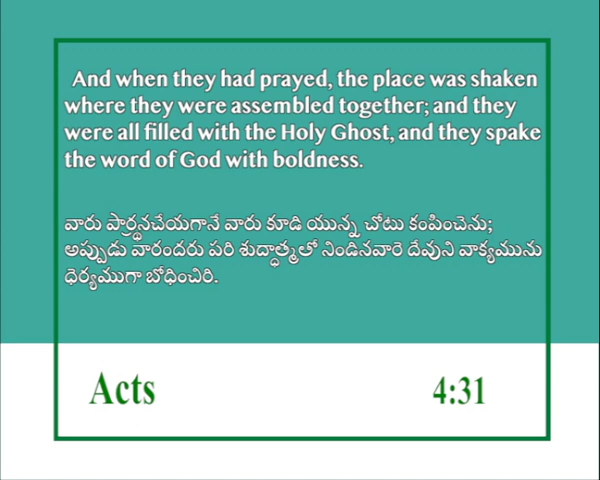 And when they had prayed, the place was shaken
where they were assembled together; and they
were all filled with the Holy Ghost, and they spake
the word of God with boldness.
వారు ప్రార్థనచేయగానే వారు కూడి యున్న చోటు కంపించెను;
అప్పుడు వారందరు పరి శుద్ధాత్మలో నిండినవారె దేవుని వాక్యమును
ధెర్యముగా బోధించిరి.
Acts 4:31